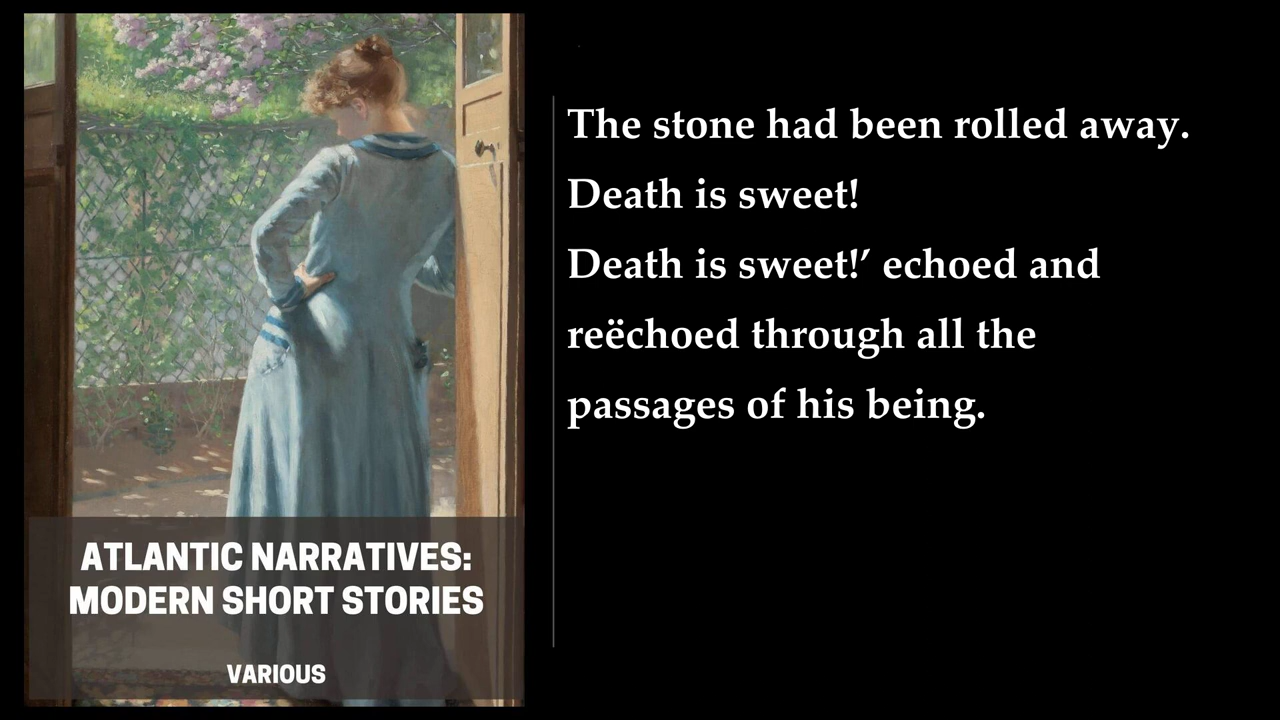 The stone had been rolled away.
Death is sweet!
Death is sweet!’ echoed and
reëchoed through all the
passages of his being.
ATLANTIC NARRATIVES:
MODERN SHORT STORIES
VARIOUS